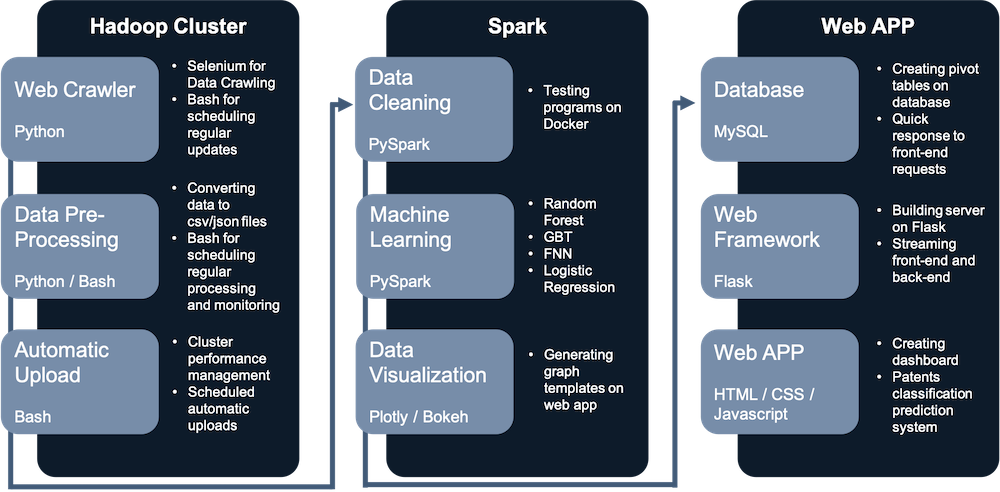 Hadoop Cluster
Web Crawler
Python
• Selenium for
Data Crawling
• Bash for
scheduling
regular
updates
Data Pre-
Processing
Python / Bash
• Converting
data to
csv/json files
• Bash for
scheduling
regular
processing
and monitoring
Automatic
Upload
Bash
• Cluster
performance
management
• Scheduled
automatic
uploads
Spark
Data
Cleaning
PySpark
• Testing
programs on
Docker
Machine
Learning
PySpark
• Random
Forest
• GBT
• FNN
• Logistic
Regression
Data
Visualization
Plotly / Bokeh
• Generating
graph
templates on
web app
Web APP
Database
MySQL
• Creating pivot
tables on
database
• Quick
response to
front-end
requests
Web
Framework
Flask
• Building server
on Flask
• Streaming
front-end and
back-end
Web APP
HTML / CSS /
Javascript
• Creating
dashboard
• Patents
classification
prediction
system